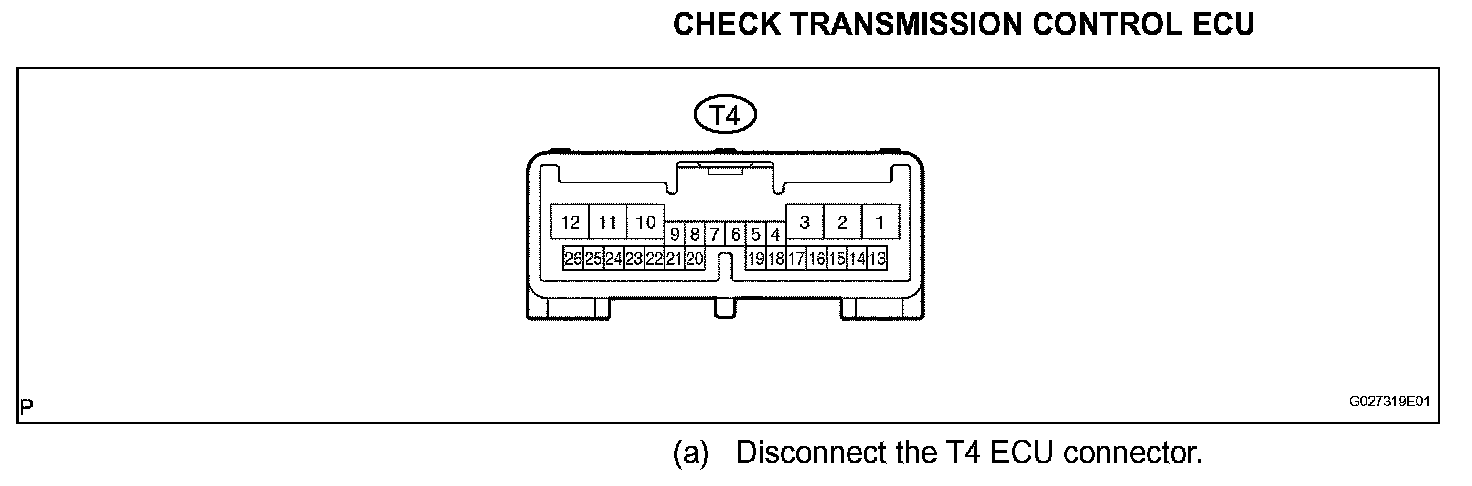 CHECK TRANSMISSION CONTROL ECU
T4
12 11 10 9 8 7 6 5 4 3 2 1
26 25 24 23 22 21 20 19 18 17 16 15 14 13
P
G027319E01
(a) Disconnect the T4 ECU connector.